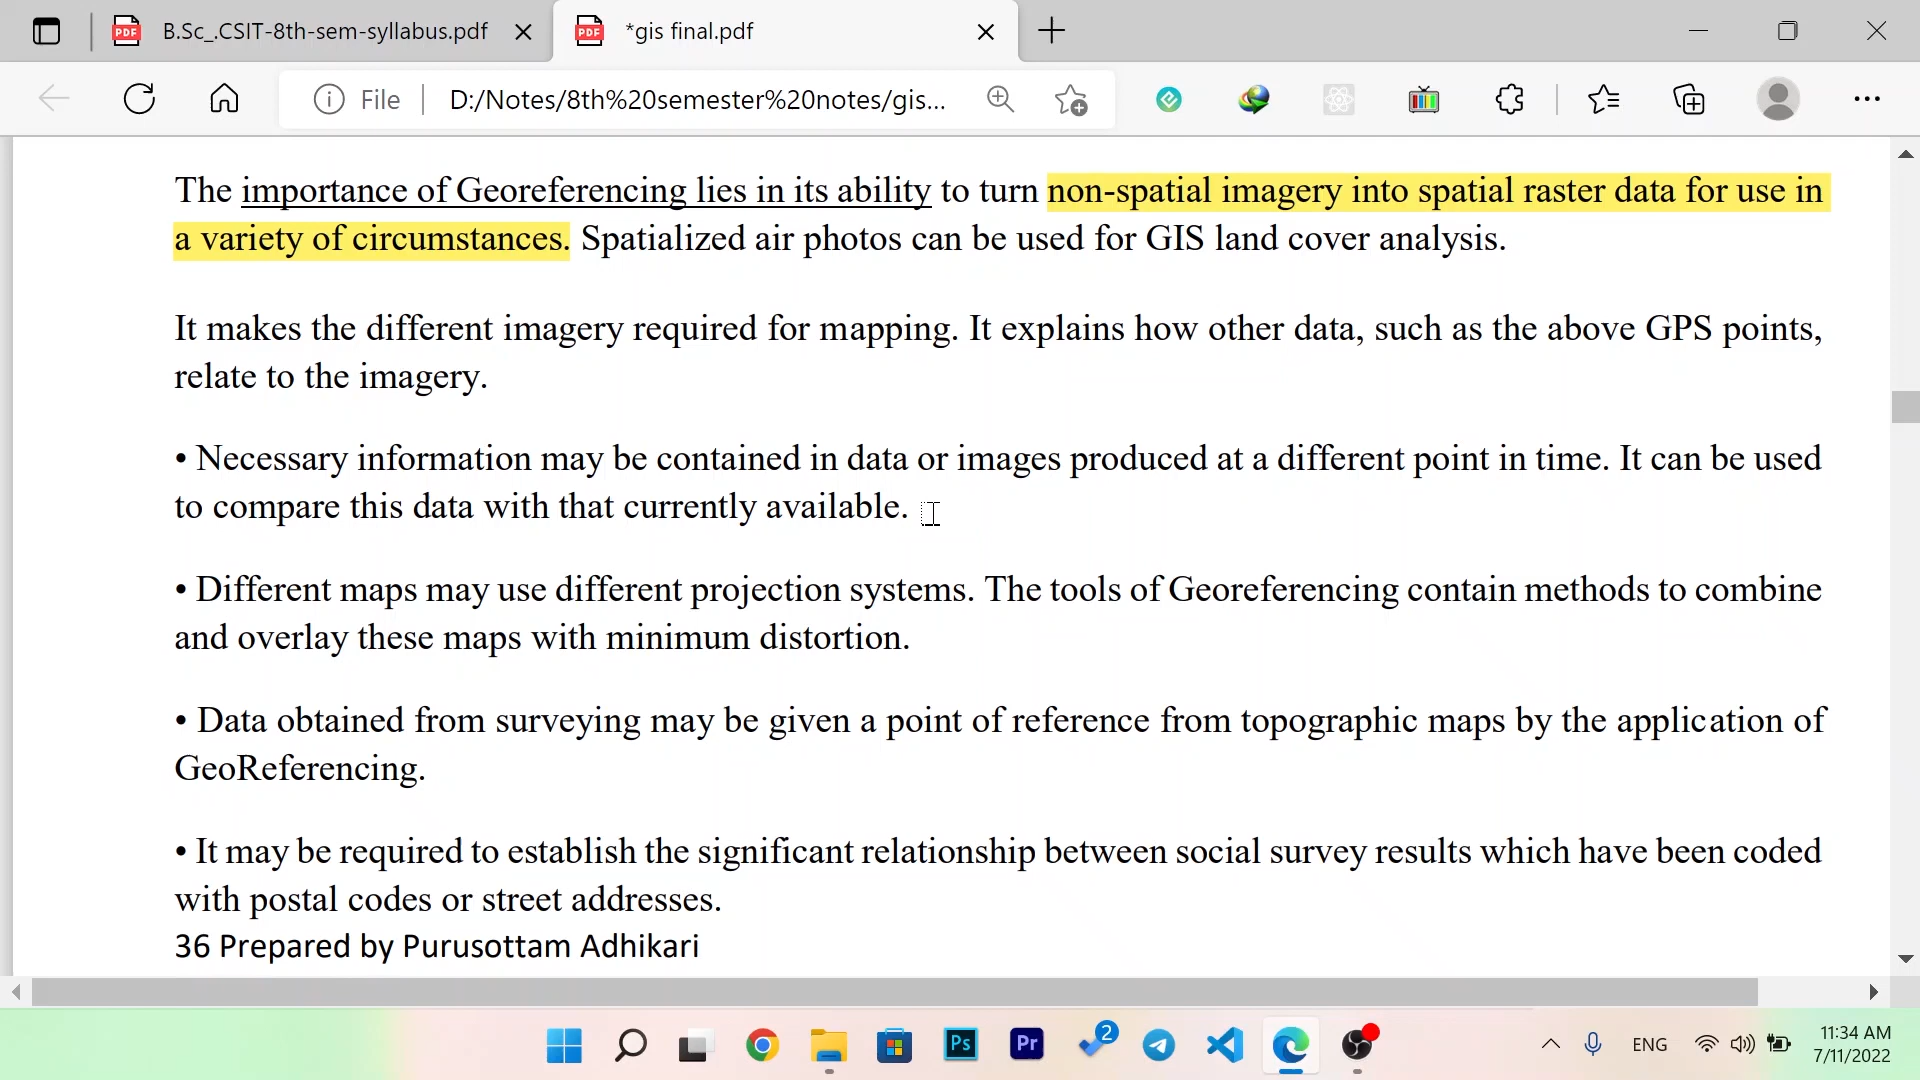 B.Sc_.CSIT-8th-sem-syllabus.pdf
*gis final.pdf
File
D:/Notes/8th%20semester%20notes/gis...
The importance of Georeferencing lies in its ability to turn non-spatial imagery into spatial raster data for use in
a variety of circumstances. Spatialized air photos can be used for GIS land cover analysis.
It makes the different imagery required for mapping. It explains how other data, such as the above GPS points,
relate to the imagery.
• Necessary information may be contained in data or images produced at a different point in time. It can be used
to compare this data with that currently available.
• Different maps may use different projection systems. The tools of Georeferencing contain methods to combine
and overlay these maps with minimum distortion.
• Data obtained from surveying may be given a point of reference from topographic maps by the application of
GeoReferencing.
• It may be required to establish the significant relationship between social survey results which have been coded
with postal codes or street addresses.
36 Prepared by Purusottam Adhikari
Ps
Pr
2
ENG
11:34 AM
7/11/2022